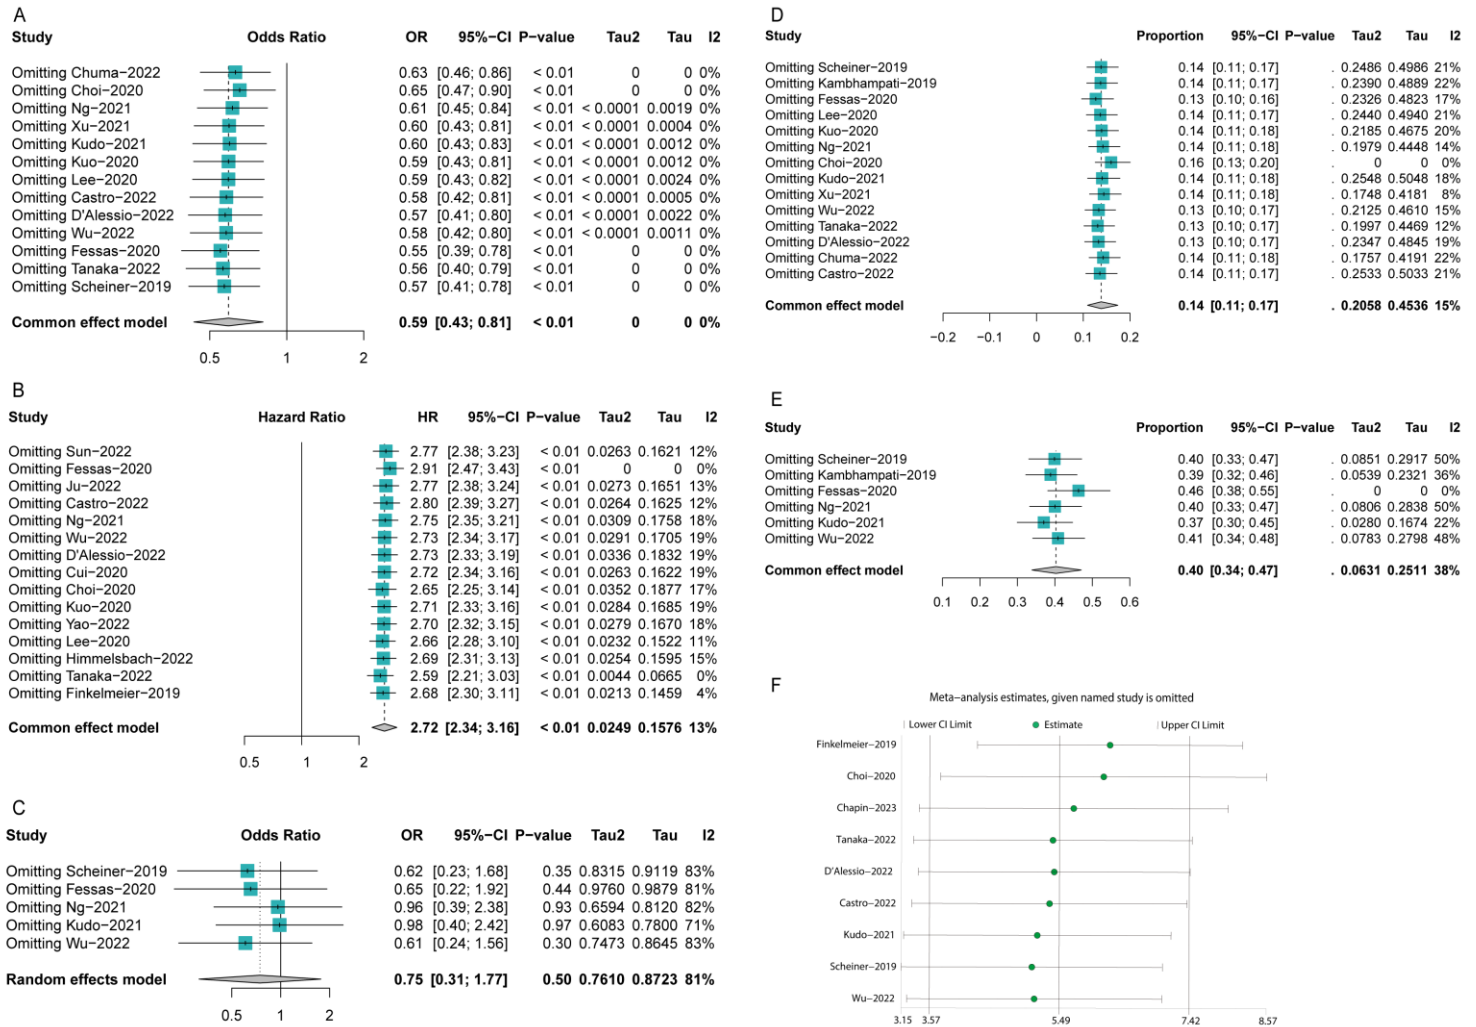 A
Study Odds Ratio OR 95%−CI P−value Tau2 Tau I2
Omitting Chuma−2022 0.63 [0.46; 0.86] < 0.01 0 0 0%
Omitting Choi−2020 0.65 [0.47; 0.90] < 0.01 0 0 0%
Omitting Ng−2021 0.61 [0.45; 0.84] < 0.01 < 0.0001 0.0019 0%
Omitting Xu−2021 0.60 [0.43; 0.81] < 0.01 < 0.0001 0.0004 0%
Omitting Kudo−2021 0.60 [0.43; 0.83] < 0.01 < 0.0001 0.0012 0%
Omitting Kuo−2020 0.59 [0.43; 0.81] < 0.01 < 0.0001 0.0012 0%
Omitting Lee−2020 0.59 [0.43; 0.82] < 0.01 < 0.0001 0.0024 0%
Omitting Castro−2022 0.58 [0.42; 0.81] < 0.01 < 0.0001 0.0005 0%
Omitting D'Alessio−2022 0.57 [0.41; 0.80] < 0.01 < 0.0001 0.0022 0%
Omitting Wu−2022 0.58 [0.42; 0.80] < 0.01 < 0.0001 0.0011 0%
Omitting Fessas−2020 0.55 [0.39; 0.78] < 0.01 0 0 0%
Omitting Tanaka−2022 0.56 [0.40; 0.79] < 0.01 0 0 0%
Omitting Scheiner−2019 0.57 [0.41; 0.78] < 0.01 0 0 0%
Common effect model 0.59 [0.43; 0.81] < 0.01 0 0 0%
0.5 1 2
B
Study Hazard Ratio HR 95%−CI P−value Tau2 Tau I2
Omitting Sun−2022 2.77 [2.38; 3.23] < 0.01 0.0263 0.1621 12%
Omitting Fessas−2020 2.91 [2.47; 3.43] < 0.01 0 0 0%
Omitting Ju−2022 2.77 [2.38; 3.24] < 0.01 0.0273 0.1651 13%
Omitting Castro−2022 2.80 [2.39; 3.27] < 0.01 0.0264 0.1625 12%
Omitting Ng−2021 2.75 [2.35; 3.21] < 0.01 0.0309 0.1758 18%
Omitting Wu−2022 2.73 [2.34; 3.17] < 0.01 0.0291 0.1705 19%
Omitting D'Alessio−2022 2.73 [2.33; 3.19] < 0.01 0.0336 0.1832 19%
Omitting Cui−2020 2.72 [2.34; 3.16] < 0.01 0.0263 0.1622 19%
Omitting Choi−2020 2.65 [2.25; 3.14] < 0.01 0.0352 0.1877 17%
Omitting Kuo−2020 2.71 [2.33; 3.16] < 0.01 0.0284 0.1685 19%
Omitting Yao−2022 2.70 [2.32; 3.15] < 0.01 0.0279 0.1670 18%
Omitting Lee−2020 2.66 [2.28; 3.10] < 0.01 0.0232 0.1522 11%
Omitting Himmelsbach−2022 2.69 [2.31; 3.13] < 0.01 0.0254 0.1595 15%
Omitting Tanaka−2022 2.59 [2.21; 3.03] < 0.01 0.0044 0.0665 0%
Omitting Finkelmeier−2019 2.68 [2.30; 3.11] < 0.01 0.0213 0.1459 4%
Common effect model 2.72 [2.34; 3.16] < 0.01 0.0249 0.1576 13%
0.5 1 2
C
Study Odds Ratio OR 95%−CI P−value Tau2 Tau I2
Omitting Scheiner−2019 0.62 [0.23; 1.68] 0.35 0.8315 0.9119 83%
Omitting Fessas−2020 0.65 [0.22; 1.92] 0.44 0.9760 0.9879 81%
Omitting Ng−2021 0.96 [0.39; 2.38] 0.93 0.6594 0.8120 82%
Omitting Kudo−2021 0.98 [0.40; 2.42] 0.97 0.6083 0.7800 71%
Omitting Wu−2022 0.61 [0.24; 1.56] 0.30 0.7473 0.8645 83%
Random effects model 0.75 [0.31; 1.77] 0.50 0.7610 0.8723 81%
0.5 1 2
D
Study Proportion 95%−CI P−value Tau2 Tau I2
Omitting Scheiner−2019 0.14 [0.11; 0.17] . 0.2486 0.4986 21%
Omitting Kambhampati−2019 0.14 [0.11; 0.17] . 0.2390 0.4889 22%
Omitting Fessas−2020 0.13 [0.10; 0.16] . 0.2326 0.4823 17%
Omitting Lee−2020 0.14 [0.11; 0.17] . 0.2440 0.4940 21%
Omitting Kuo−2020 0.14 [0.11; 0.18] . 0.2185 0.4675 20%
Omitting Ng−2021 0.14 [0.11; 0.18] . 0.1979 0.4448 14%
Omitting Choi−2020 0.16 [0.13; 0.20] . 0 0 0%
Omitting Kudo−2021 0.14 [0.11; 0.18] . 0.2548 0.5048 18%
Omitting Xu−2021 0.14 [0.11; 0.18] . 0.1748 0.4181 8%
Omitting Wu−2022 0.13 [0.10; 0.17] . 0.2125 0.4610 15%
Omitting Tanaka−2022 0.13 [0.10; 0.17] . 0.1997 0.4469 12%
Omitting D'Alessio−2022 0.13 [0.10; 0.17] . 0.2347 0.4845 19%
Omitting Chuma−2022 0.14 [0.11; 0.18] . 0.1757 0.4191 22%
Omitting Castro−2022 0.14 [0.11; 0.17] . 0.2533 0.5033 21%
Common effect model 0.14 [0.11; 0.17] . 0.2058 0.4536 15%
−0.2 −0.1 0 0.1 0.2
E
Study Proportion 95%−CI P−value Tau2 Tau I2
Omitting Scheiner−2019 0.40 [0.33; 0.47] . 0.0851 0.2917 50%
Omitting Kambhampati−2019 0.39 [0.32; 0.46] . 0.0539 0.2321 36%
Omitting Fessas−2020 0.46 [0.38; 0.55] . 0 0 0%
Omitting Ng−2021 0.40 [0.33; 0.47] . 0.0806 0.2838 50%
Omitting Kudo−2021 0.37 [0.30; 0.45] . 0.0280 0.1674 22%
Omitting Wu−2022 0.41 [0.34; 0.48] . 0.0783 0.2798 48%
Common effect model 0.40 [0.34; 0.47] . 0.0631 0.2511 38%
0.1 0.2 0.3 0.4 0.5 0.6
F
Meta−analysis estimates, given named study is omitted
Lower CI Limit Estimate Upper CI Limit
Finkelmeier−2019
Choi−2020
Chapin−2023
Tanaka−2022
D'Alessio−2022
Castro−2022
Kudo−2021
Scheiner−2019
Wu−2022
3.15 3.57 5.49 7.42 8.57